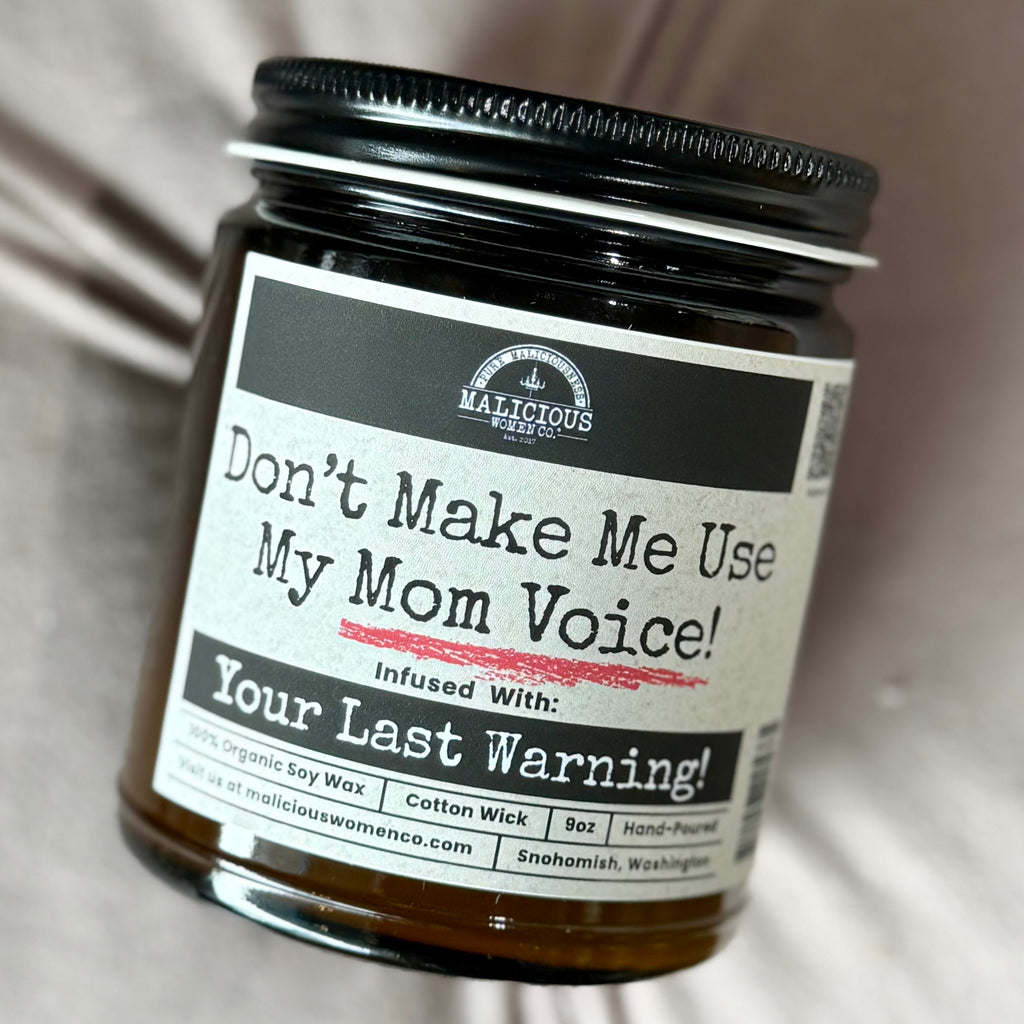 PURE MALICIOUSNESS
MALICIOUS
WOMEN CO.
Est. 2017
Don't Make Me Use
My Mom Voice!
Infused With:
Your Last Warning!
100% Organic Soy Wax
Cotton Wick
9oz
Hand-Poured
Visit us at maliciouswomenco.com
Snohomish, Washington